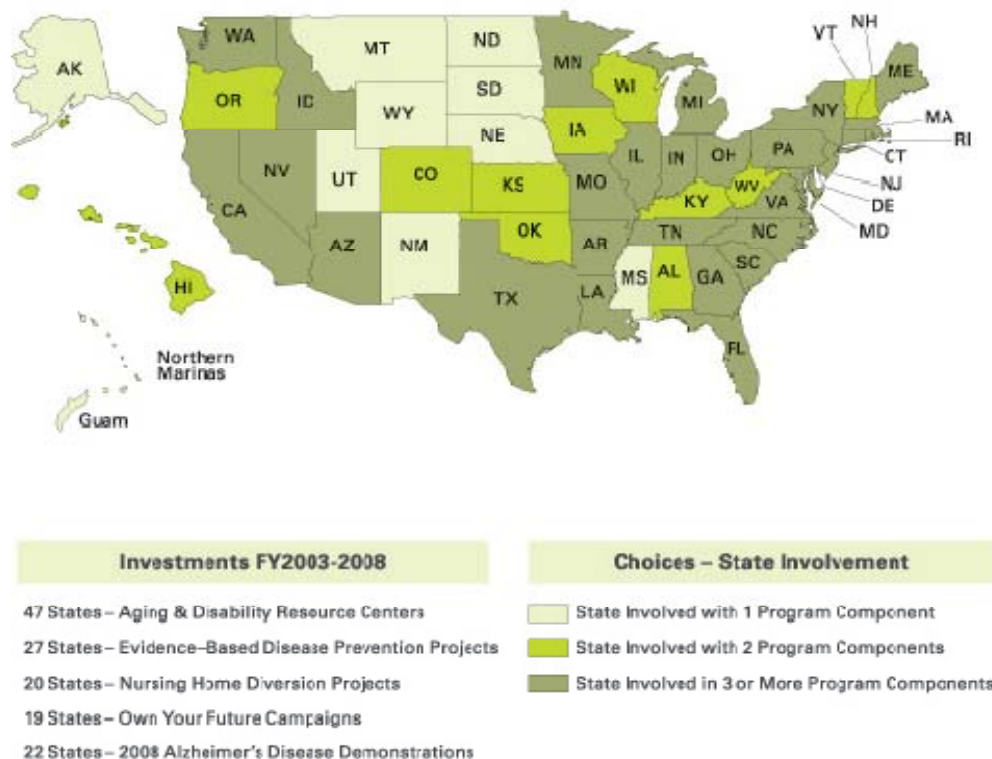 NH
VT
WA
MT
ND
MN
ME
AK
OR
ID
SD
WI
MI
NY
WY
MA
RI
IA
NE
PA
CT
NV
UT
CO
IL
IN
OH
NJ
KS
MO
WV
VA
DE
KY
CA
MD
OK
TN
NC
AZ
NM
AR
SC
MS
AL
GA
HI
TX
LA
FL
Northern
Marinas
Guam
Investments FY2003-2008
47 States – Aging & Disability Resource Centers
27 States – Evidence–Based Disease Prevention Projects
20 States – Nursing Home Diversion Projects
19 States – Own Your Future Campaigns
22 States – 2008 Alzheimer's Disease Demonstrations
Choices – State Involvement
State Involved with 1 Program Component
State Involved with 2 Program Components
State Involved in 3 or More Program Components